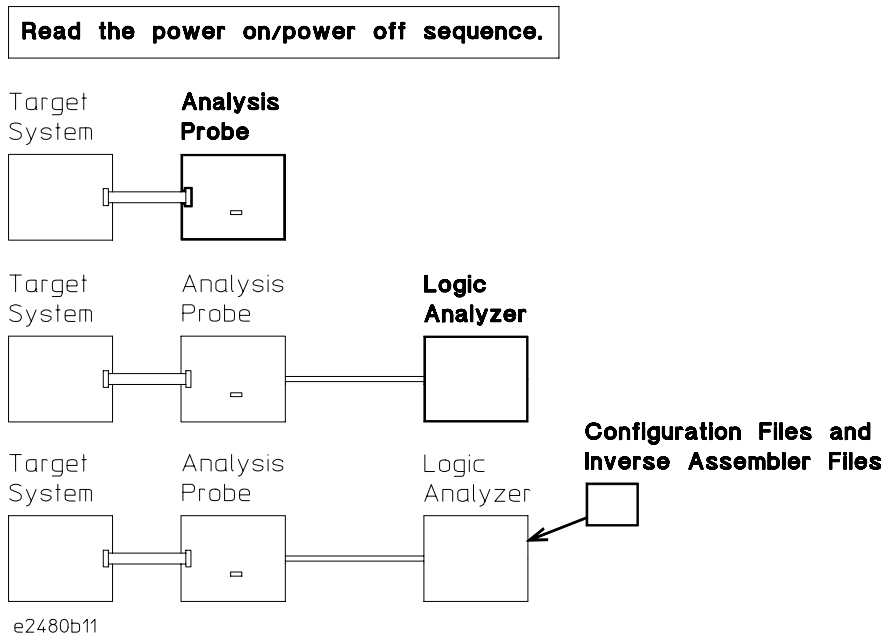 Read the power on/power off sequence.
Target
System
Analysis
Probe
Target
System
Analysis
Probe
Logic
Analyzer
Configuration Files and
Inverse Assembler Files
Target
System
Analysis
Probe
Logic
Analyzer
e2480b11